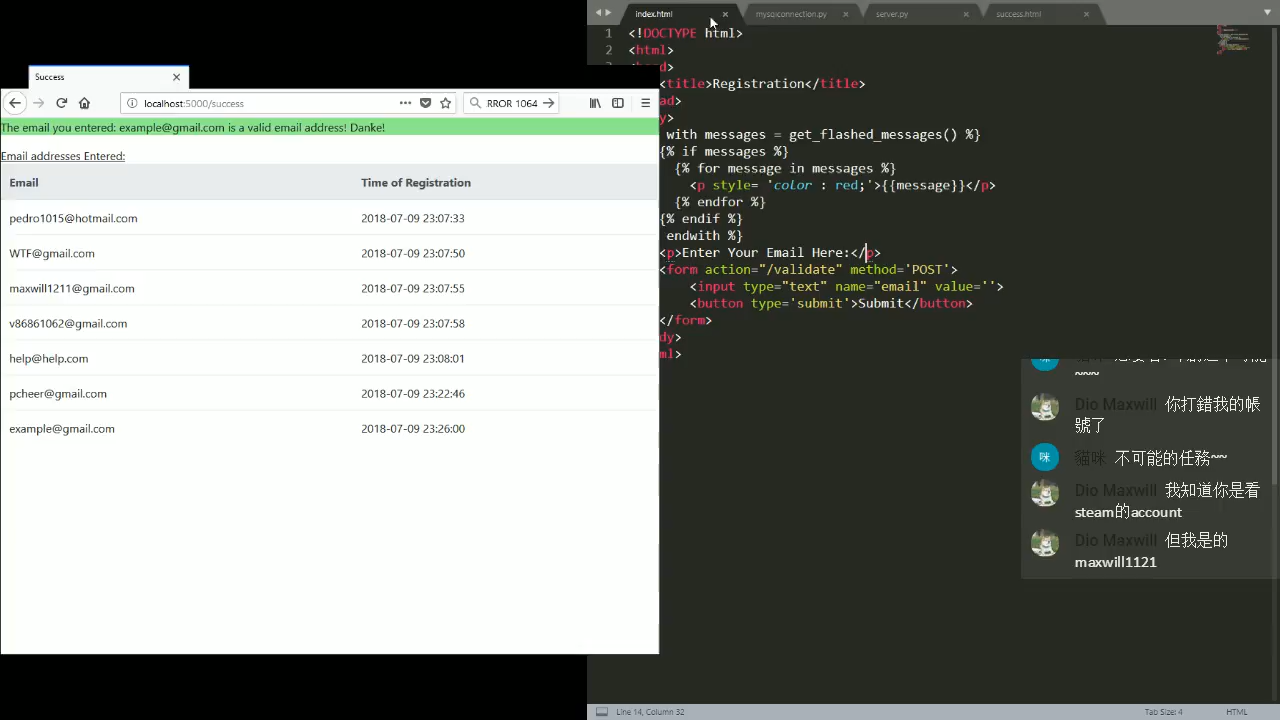 index.html
mysqlconnection.py
server.py
success.html
1 <!DOCTYPE html>
2 <html>
d>
<title>Registration</title>
ad>
y>
with messages = get_flashed_messages() %}
{% if messages %}
{% for message in messages %}
<p style= 'color : red;'>{{message}}</p>
{% endfor %}
{% endif %}
endwith %}
<p>Enter Your Email Here:</p>
<form action="/validate" method='POST'>
<input type="text" name="email" value=''>
<button type='submit'>Submit</button>
</form>
dy>
ml>
Success
localhost:5000/success
RROR 1064
The email you entered: example@gmail.com is a valid email address! Danke!
Email addresses Entered:
Email Time of Registration
pedro1015@hotmail.com 2018-07-09 23:07:33
WTF@gmail.com 2018-07-09 23:07:50
maxwill1211@gmail.com 2018-07-09 23:07:55
v86861062@gmail.com 2018-07-09 23:07:58
help@help.com 2018-07-09 23:08:01
pcheer@gmail.com 2018-07-09 23:22:46
example@gmail.com 2018-07-09 23:26:00
咪
~~~
Dio Maxwill 你打錯我的帳
號了
咪 貓咪 不可能的任務~~
Dio Maxwill 我知道你是看
steam的account
Dio Maxwill 但我是的
maxwill1121
Line 14, Column 32
Tab Size: 4
HTML